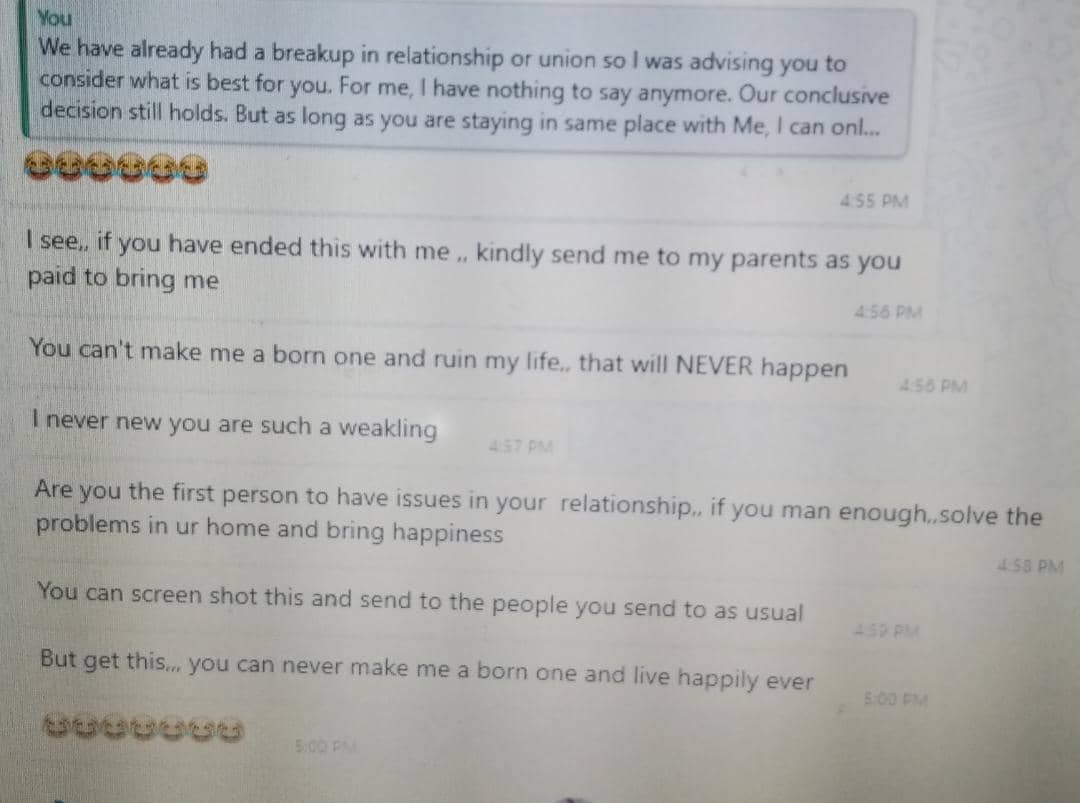 You
We have already had a breakup in relationship or union so I was advising you to
consider what is best for you. For me, I have nothing to say anymore. Our conclusive
decision still holds. But as long as you are staying in same place with Me, I can onl...
😂😂😂😂😂😂
4:55 PM
I see,, if you have ended this with me ,, kindly send me to my parents as you
paid to bring me
4:56 PM
You can't make me a born one and ruin my life,, that will NEVER happen
4:56 PM
I never new you are such a weakling
4:57 PM
Are you the first person to have issues in your relationship,, if you man enough,,solve the
problems in ur home and bring happiness
4:58 PM
You can screen shot this and send to the people you send to as usual
4:59 PM
But get this,,, you can never make me a born one and live happily ever
5:00 PM
😂😂😂😂😂😂😂
5:00 PM